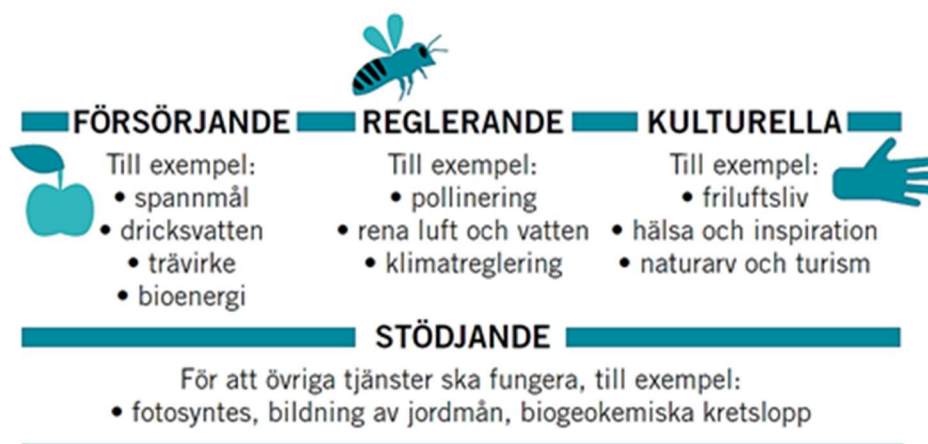 FÖRSÖRJANDE
Till exempel:
• spannmål
• dricksvatten
• trävirke
• bioenergi
REGLERANDE
Till exempel:
• pollinering
• rena luft och vatten
• klimatreglering
KULTURELLA
Till exempel:
• friluftsliv
• hälsa och inspiration
• naturarv och turism
STÖDJANDE
För att övriga tjänster ska fungera, till exempel:
• fotosyntes, bildning av jordmån, biogeokemiska kretslopp